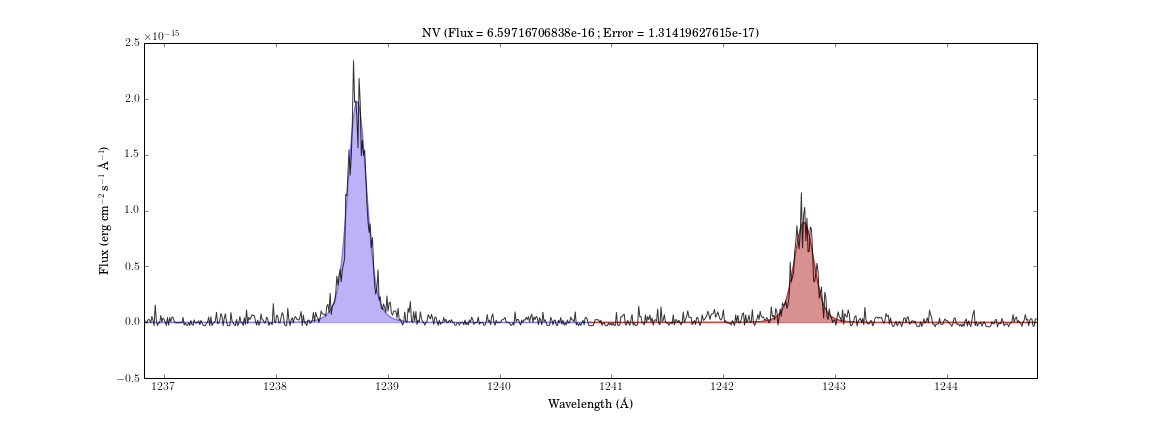 NV (Flux = 6.59716706838e-16 ; Error = 1.31419627615e-17)
×10⁻¹⁵
2.5
2.0
1.5
1.0
0.5
0.0
−0.5
Flux (erg cm⁻² s⁻¹ Å⁻¹)
1237 1238 1239 1240 1241 1242 1243 1244
Wavelength (Å)